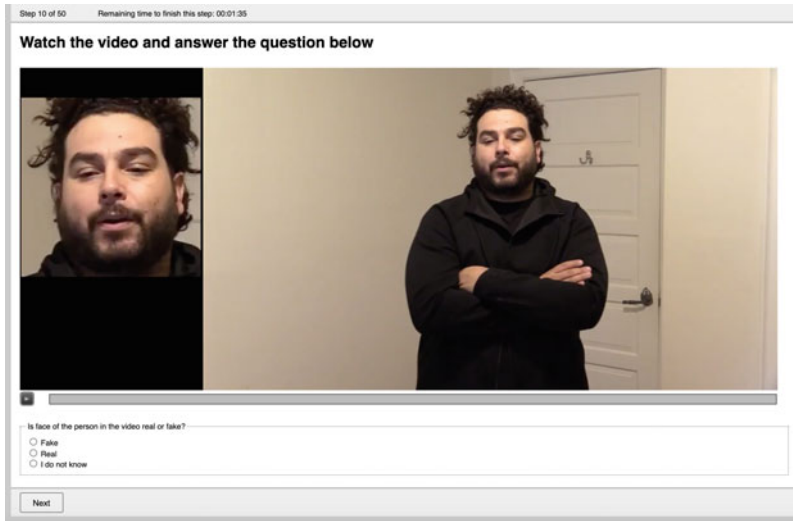 Step 10 of 50 Remaining time to finish this step: 00:01:35
Watch the video and answer the question below
Is face of the person in the video real or fake?
Fake
Real
I do not know
Next